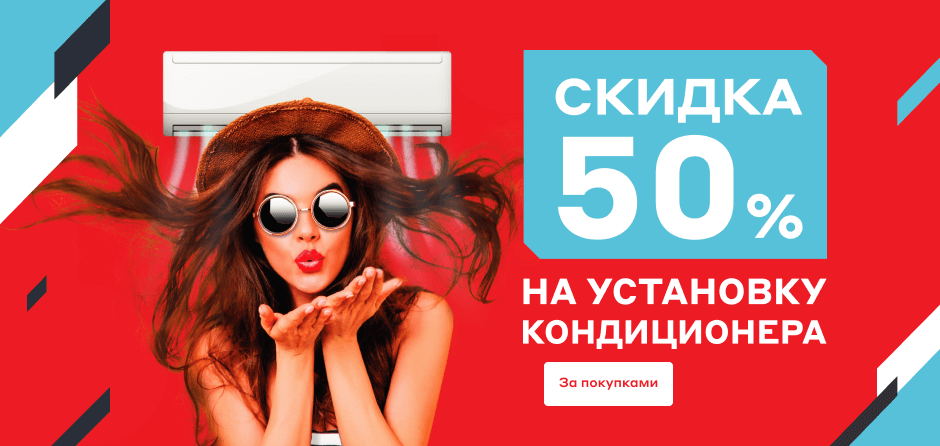 СКИДКА
50%
НА УСТАНОВКУ
КОНДИЦИОНЕРА
За покупками